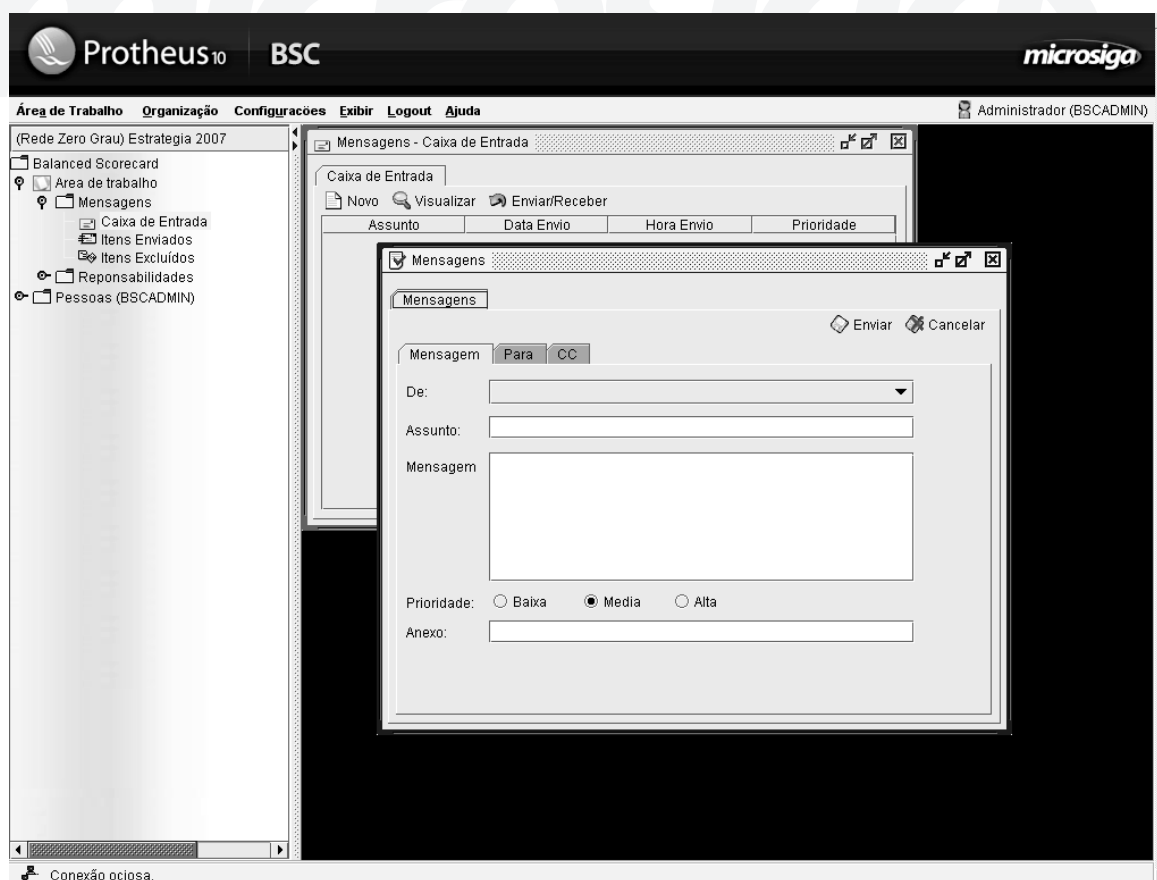 Protheus10 BSC microsiga
Área de Trabalho Organização Configuracões Exibir Logout Ajuda Administrador (BSCADMIN)
(Rede Zero Grau) Estrategia 2007
Balanced Scorecard
Area de trabalho
Mensagens
Caixa de Entrada
Itens Enviados
Itens Excluídos
Reponsabilidades
Pessoas (BSCADMIN)
Mensagens - Caixa de Entrada
Caixa de Entrada
Novo Visualizar Enviar/Receber
Assunto Data Envio Hora Envio Prioridade
Mensagens
Mensagens
Enviar Cancelar
Mensagem Para CC
De:
Assunto:
Mensagem
Prioridade: Baixa Media Alta
Anexo:
Conexão ociosa.